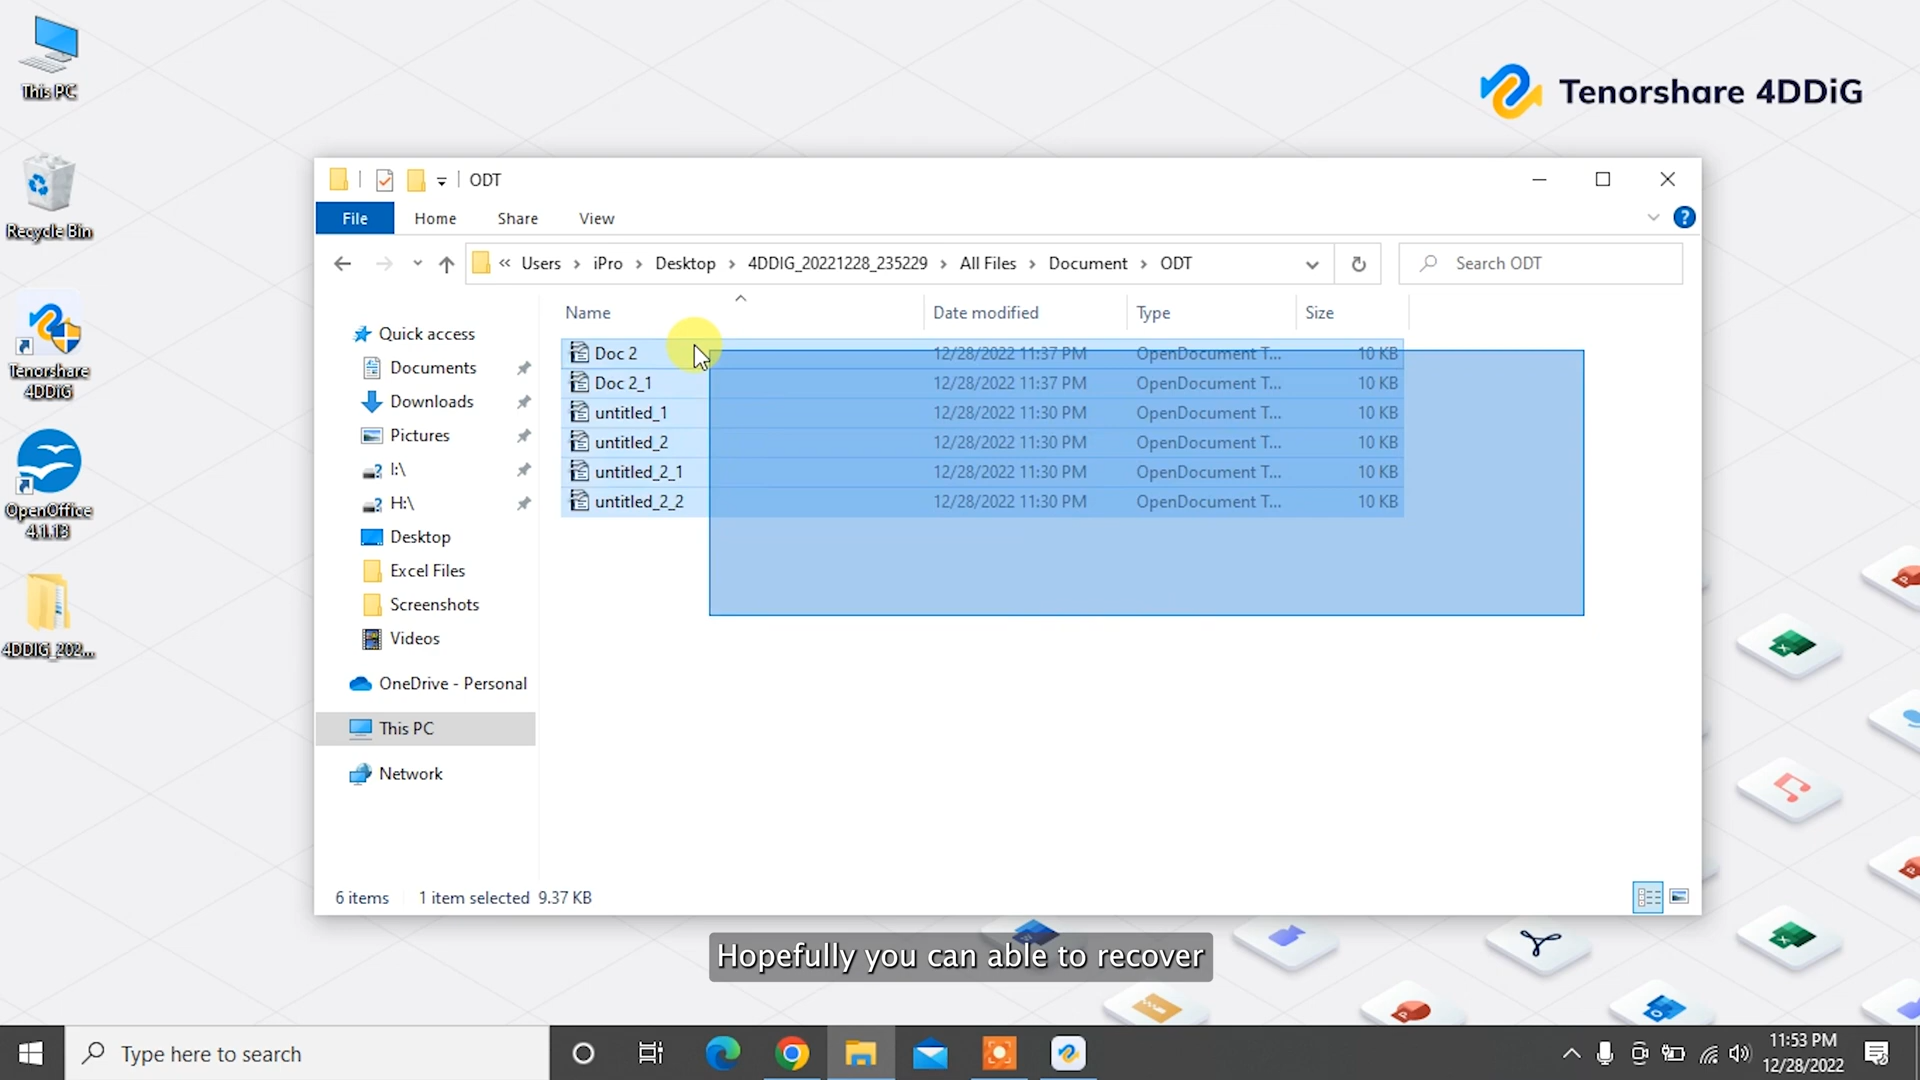 This PC
Recycle Bin
Tenorshare
4DDiG
OpenOffice
4.1.13
4DDIG_202...
Tenorshare 4DDiG
ODT
File Home Share View
« Users › iPro › Desktop › 4DDIG_20221228_235229 › All Files › Document › ODT
Search ODT
Name Date modified Type Size
Doc 2 12/28/2022 11:37 PM OpenDocument T... 10 KB
Doc 2_1 12/28/2022 11:37 PM OpenDocument T... 10 KB
untitled_1 12/28/2022 11:30 PM OpenDocument T... 10 KB
untitled_2 12/28/2022 11:30 PM OpenDocument T... 10 KB
untitled_2_1 12/28/2022 11:30 PM OpenDocument T... 10 KB
untitled_2_2 12/28/2022 11:30 PM OpenDocument T... 10 KB
Quick access
Documents
Downloads
Pictures
I:\
H:\
Desktop
Excel Files
Screenshots
Videos
OneDrive - Personal
This PC
Network
6 items 1 item selected 9.37 KB
Hopefully you can able to recover
Type here to search
11:53 PM
12/28/2022